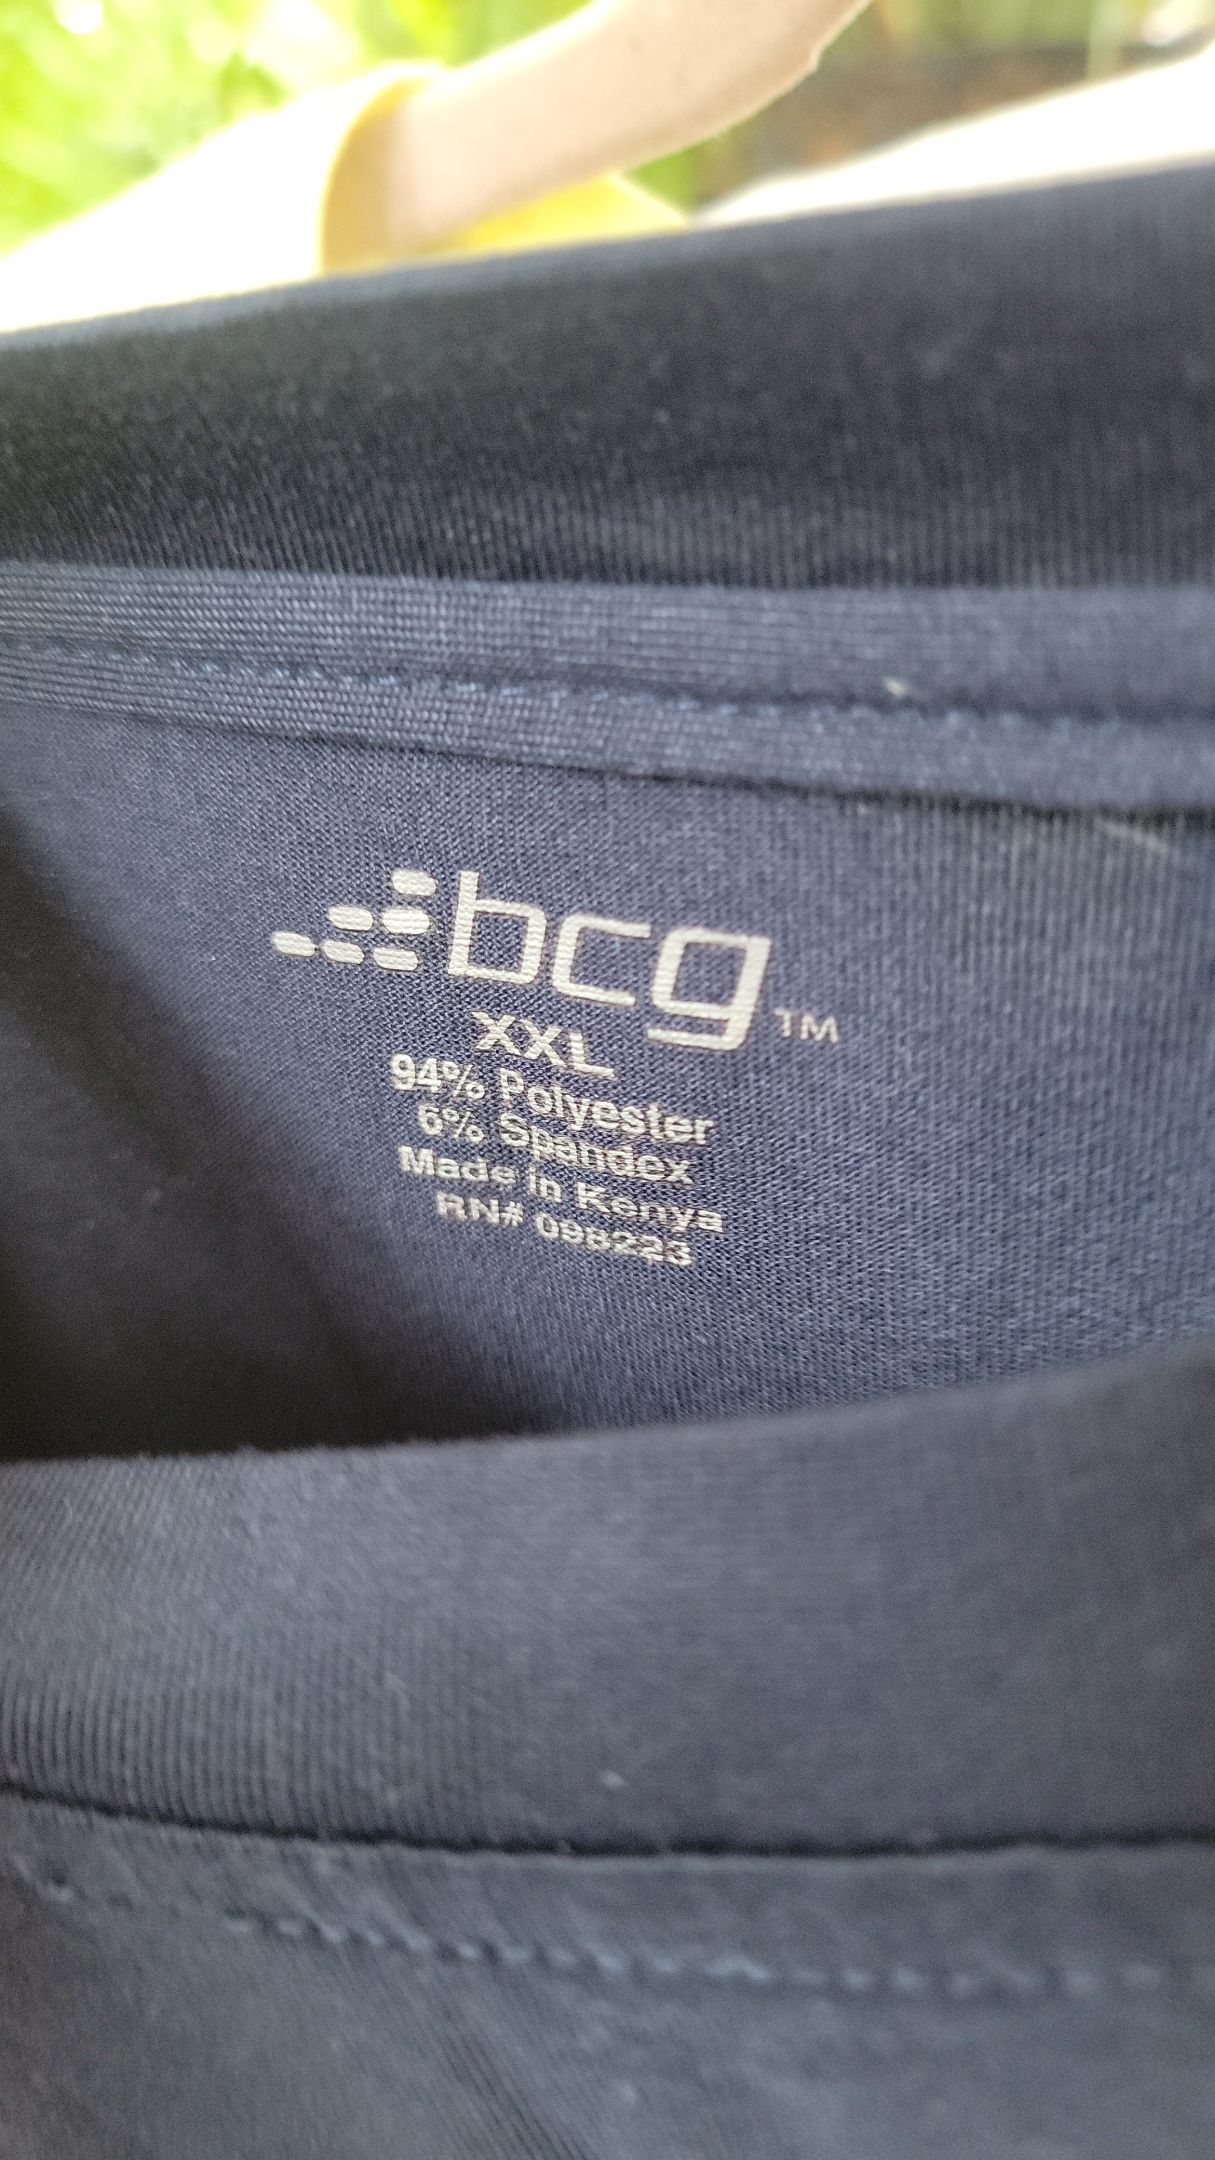 bcg™
XXL
94% Polyester
6% Spandex
Made in Kenya
RN# 098223